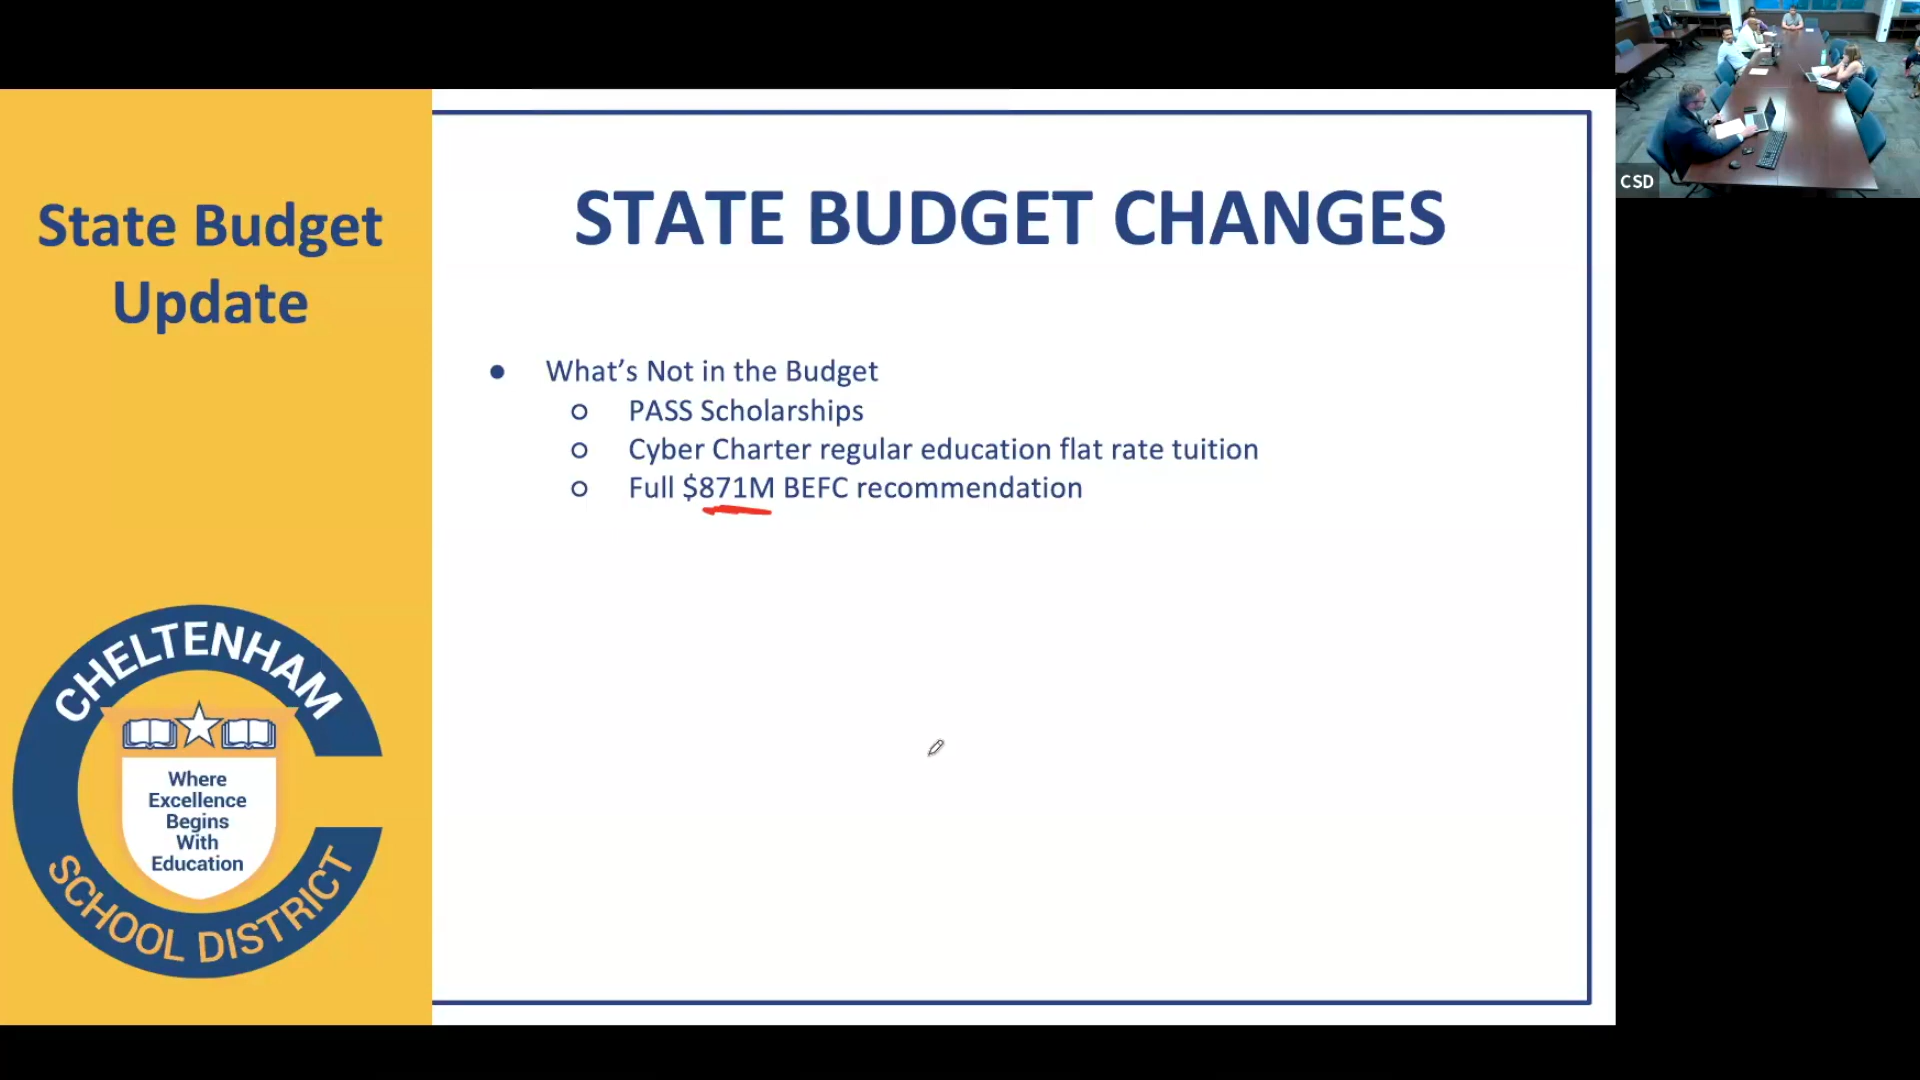 State Budget
Update
CHELTENHAM
Where
Excellence
Begins
With
Education
SCHOOL DISTRICT
STATE BUDGET CHANGES
● What's Not in the Budget
○ PASS Scholarships
○ Cyber Charter regular education flat rate tuition
○ Full $871M BEFC recommendation
CSD